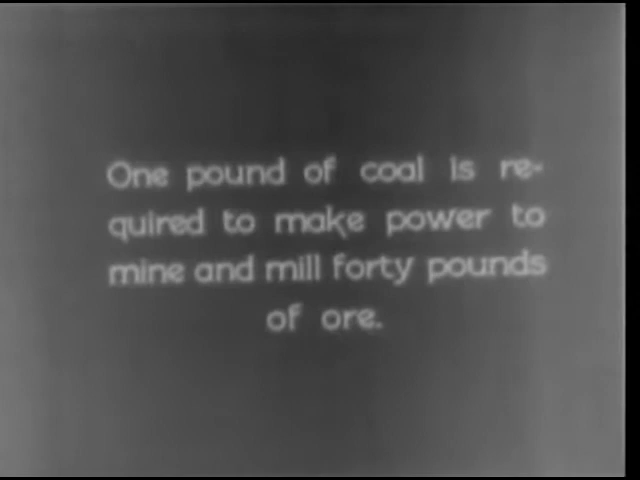 One pound of coal is re-
quired to make power to
mine and mill forty pounds
of ore.